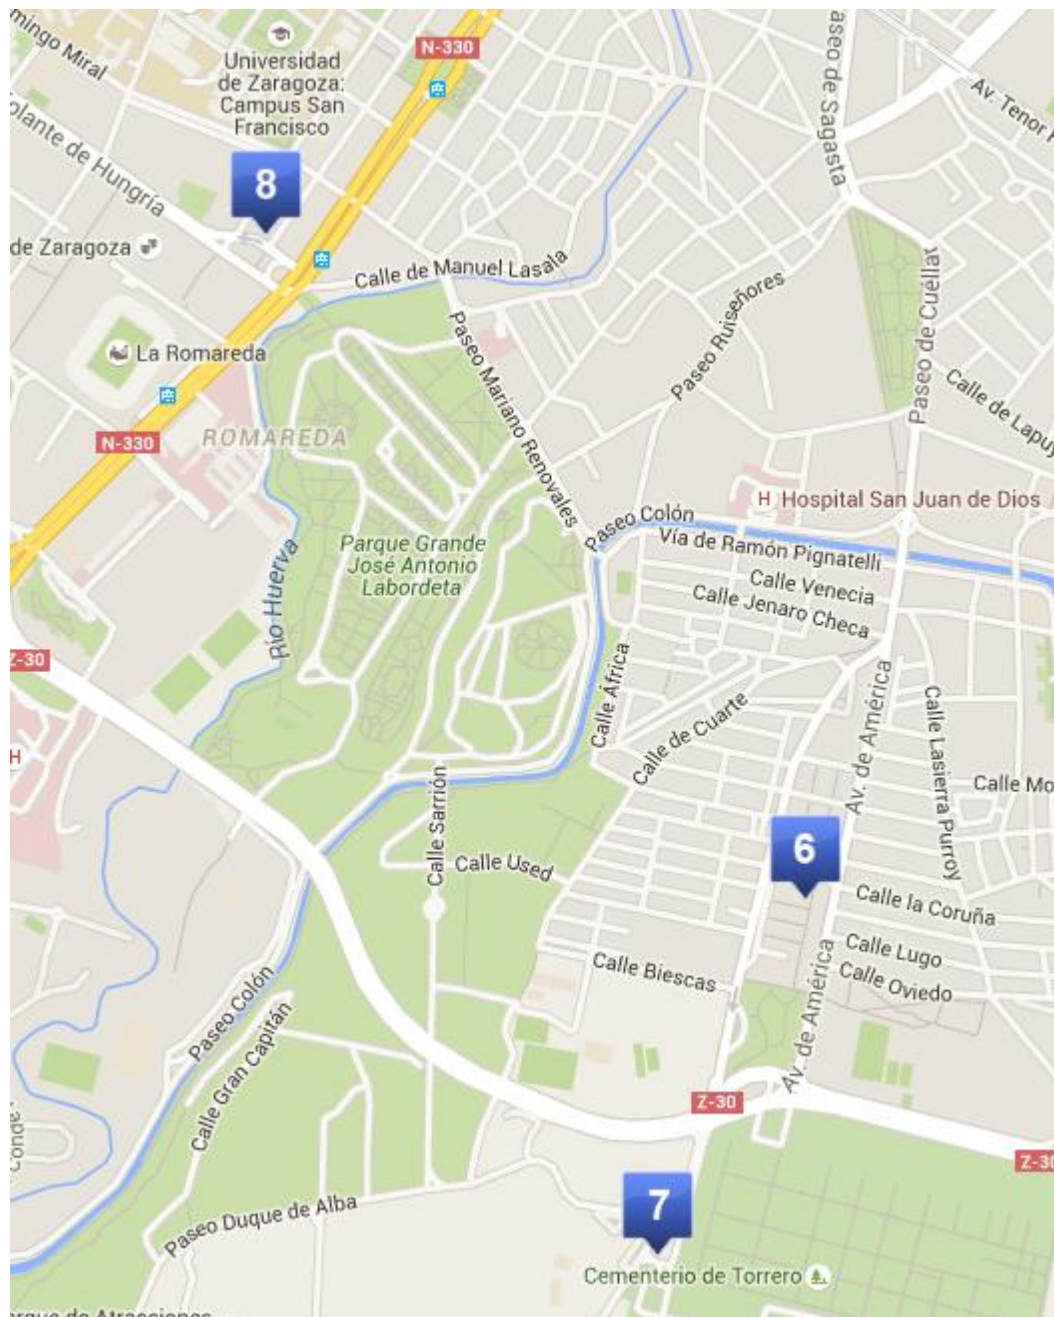 mingo Miral
Universidad
de Zaragoza:
Campus San
Francisco
N-330
aseo de Sagasta
Av. Tenor
olante de Hungría
8
de Zaragoza
Calle de Manuel Lasala
La Romareda
Paseo Mariano Renovales
Paseo Ruiseñores
Paseo de Cuéllar
Calle de Lapuy
N-330
ROMAREDA
Paseo Colón
H Hospital San Juan de Dios
Vía de Ramón Pignatelli
Calle Venecia
Calle Jenaro Checa
Parque Grande
José Antonio
Labordeta
Río Huerva
Z-30
H
Calle África
Calle de Cuarte
Av. de América
Calle Lasierra Purroy
Calle Mo
Calle Sarrión
6
Calle Used
Calle la Coruña
Calle Lugo
Calle Oviedo
Calle Biescas
Av. de América
Paseo Colón
Calle Gran Capitán
Z-30
Conde
Z-30
7
Paseo Duque de Alba
Cementerio de Torrero
arque de Atracciones